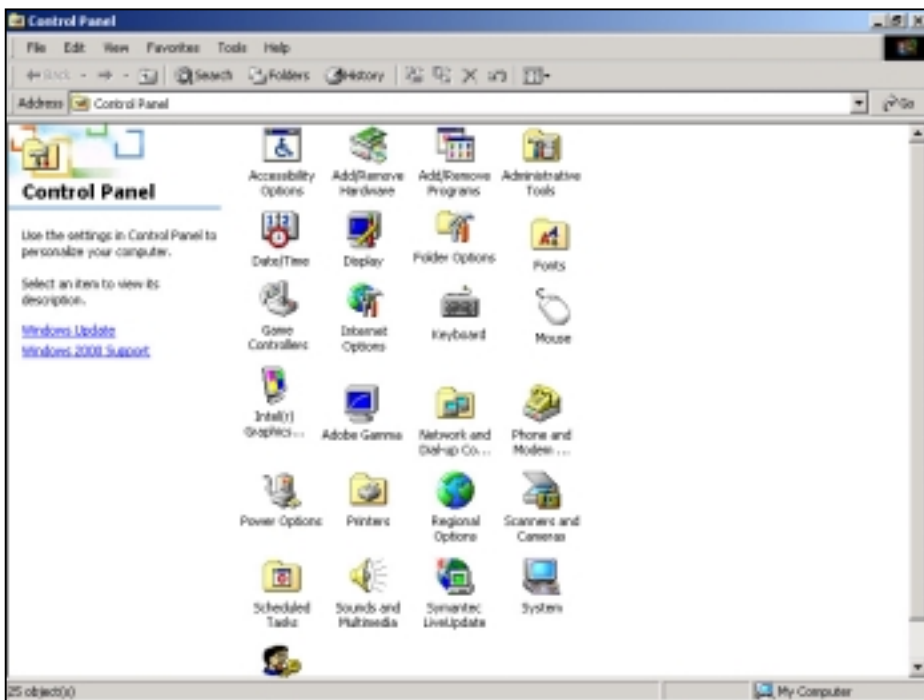 Control Panel
File Edit View Favorites Tools Help
Back Search Folders History
Address Control Panel Go
Control Panel
Use the settings in Control Panel to
personalize your computer.
Select an item to view its
description.
Windows Update
Windows 2000 Support
Accessibility
Options
Add/Remove
Hardware
Add/Remove
Programs
Administrative
Tools
Date/Time
Display
Folder Options
Fonts
Game
Controllers
Internet
Options
Keyboard
Mouse
Intel(r)
Graphics ...
Adobe Gamma
Network and
Dial-up Co...
Phone and
Modem ...
Power Options
Printers
Regional
Options
Scanners and
Cameras
Scheduled
Tasks
Sounds and
Multimedia
Symantec
LiveUpdate
System
25 object(s) My Computer